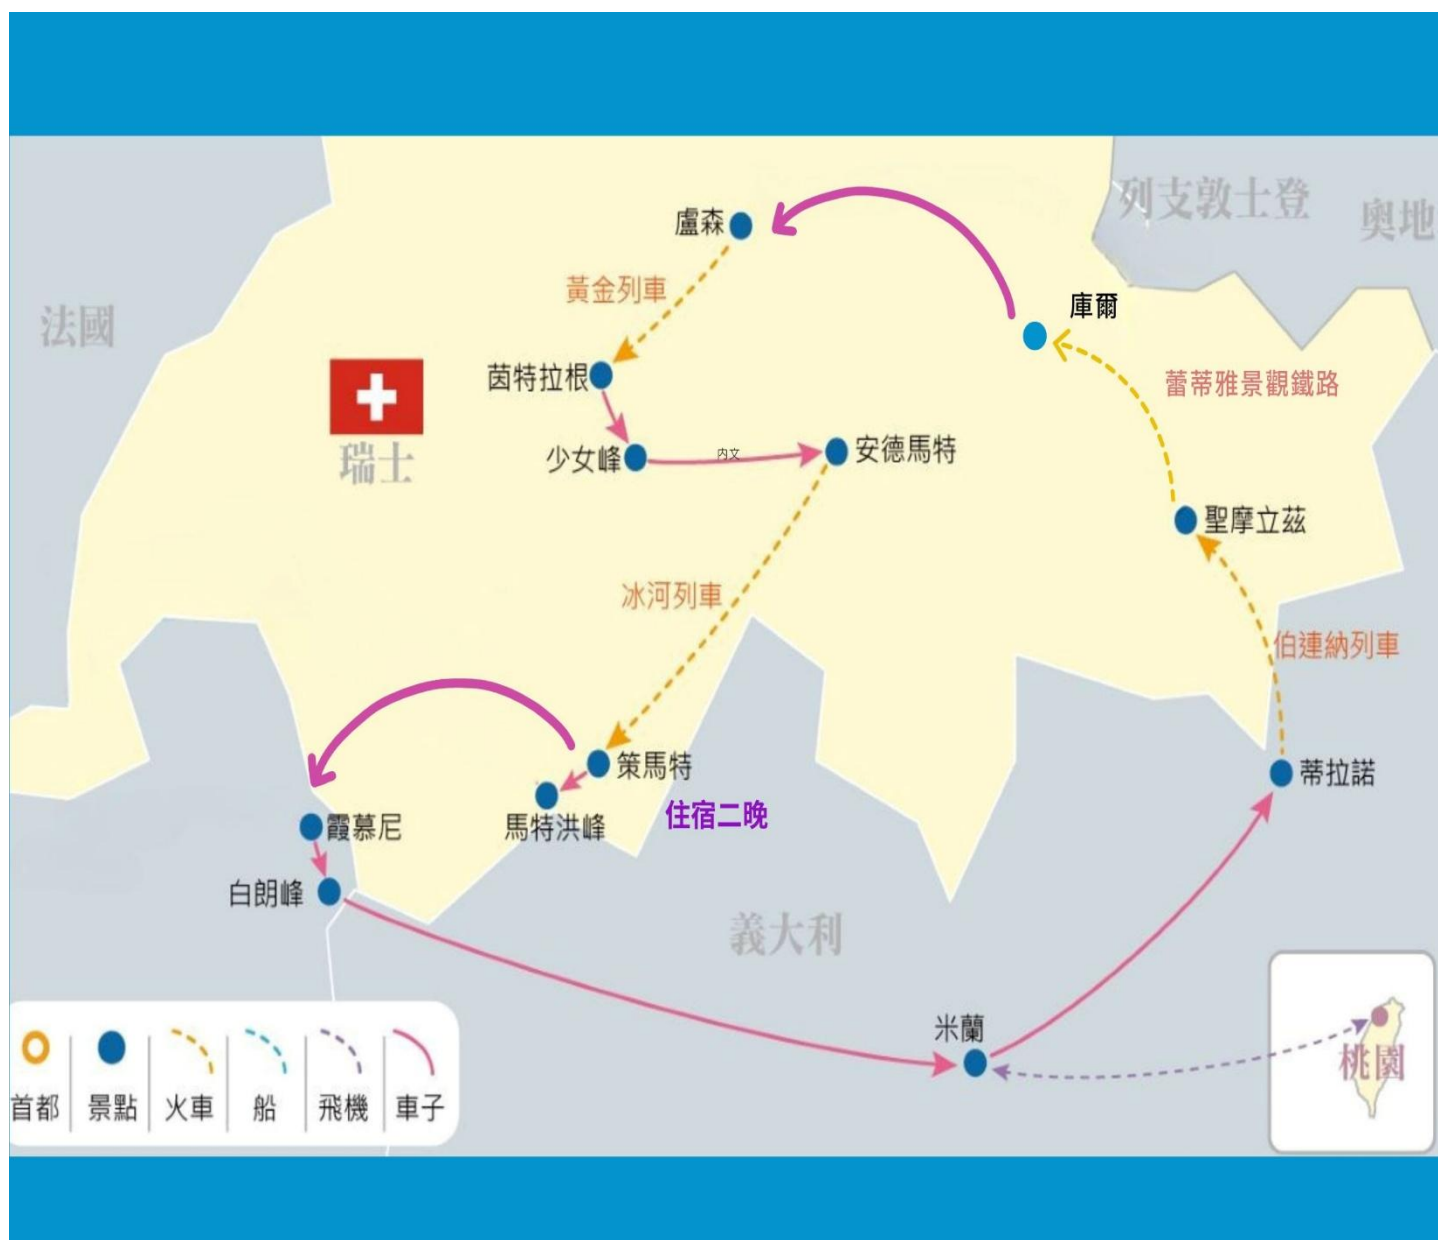 列支敦士登
奧地
盧森
黃金列車
庫爾
法國
茵特拉根
蕾蒂雅景觀鐵路
瑞士
少女峰
内文
安德馬特
聖摩立茲
冰河列車
伯連納列車
策馬特
蒂拉諾
住宿二晚
霞慕尼
馬特洪峰
白朗峰
義大利
米蘭
桃園
首都
景點
火車
船
飛機
車子